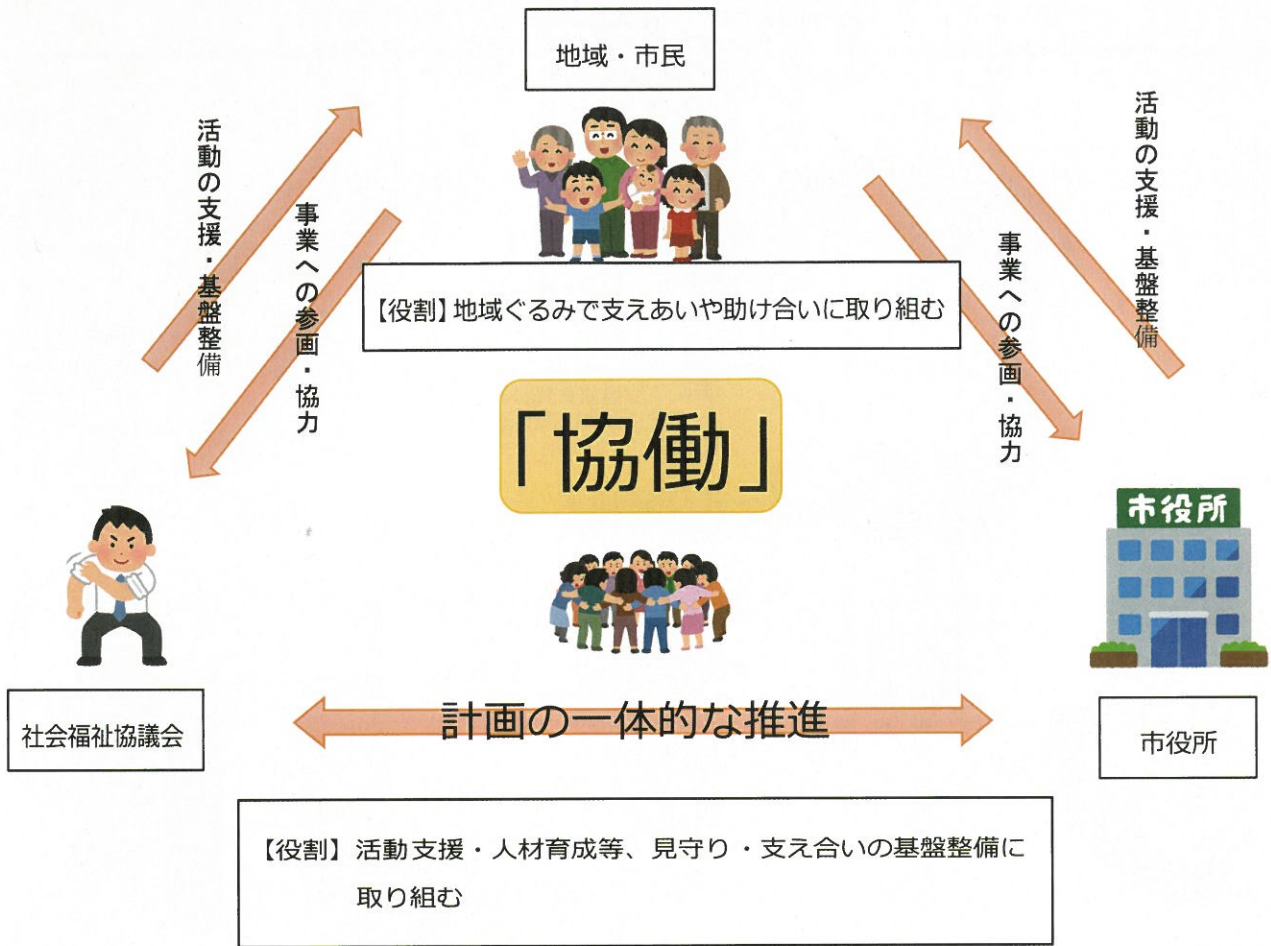 地域・市民
活動の支援・基盤整備
事業への参画・協力
事業への参画・協力
活動の支援・基盤整備
【役割】地域ぐるみで支えあいや助け合いに取り組む
「協働」
市役所
社会福祉協議会
計画の一体的な推進
市役所
【役割】活動支援・人材育成等、見守り・支え合いの基盤整備に
取り組む